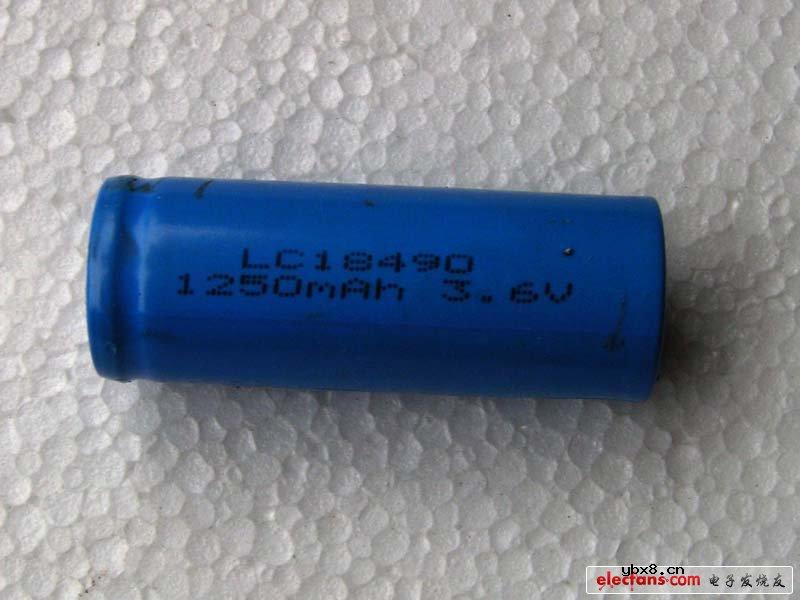 LC18490
1250mAh 3.6V
ybx8.cn
elecfans.com 电子发烧友